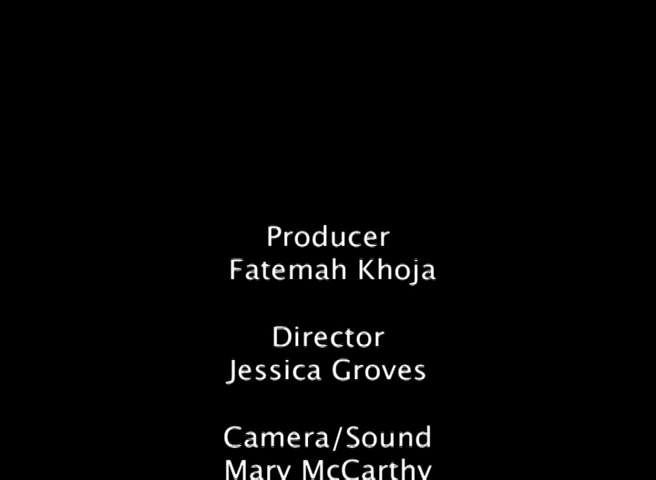 Producer
Fatemah Khoja
Director
Jessica Groves
Camera/Sound
Mary McCarthy